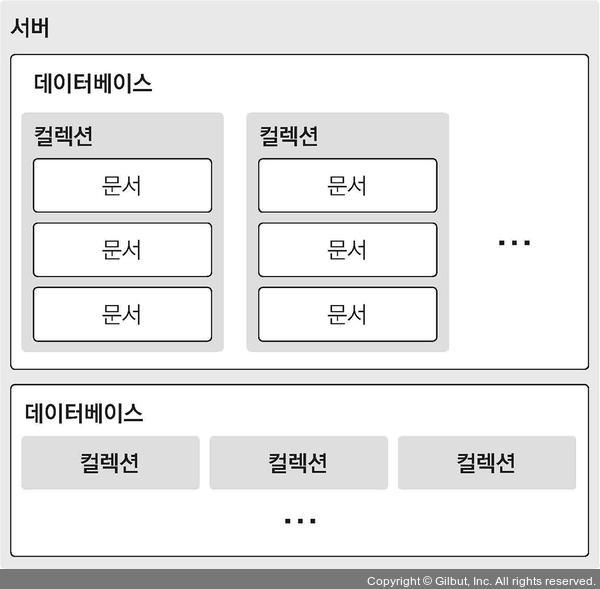 서버
데이터베이스
컬렉션 컬렉션
문서 문서
문서 문서
...
문서 문서
데이터베이스
컬렉션 컬렉션 컬렉션
...
Copyright © Gilbut, Inc. All rights reserved.